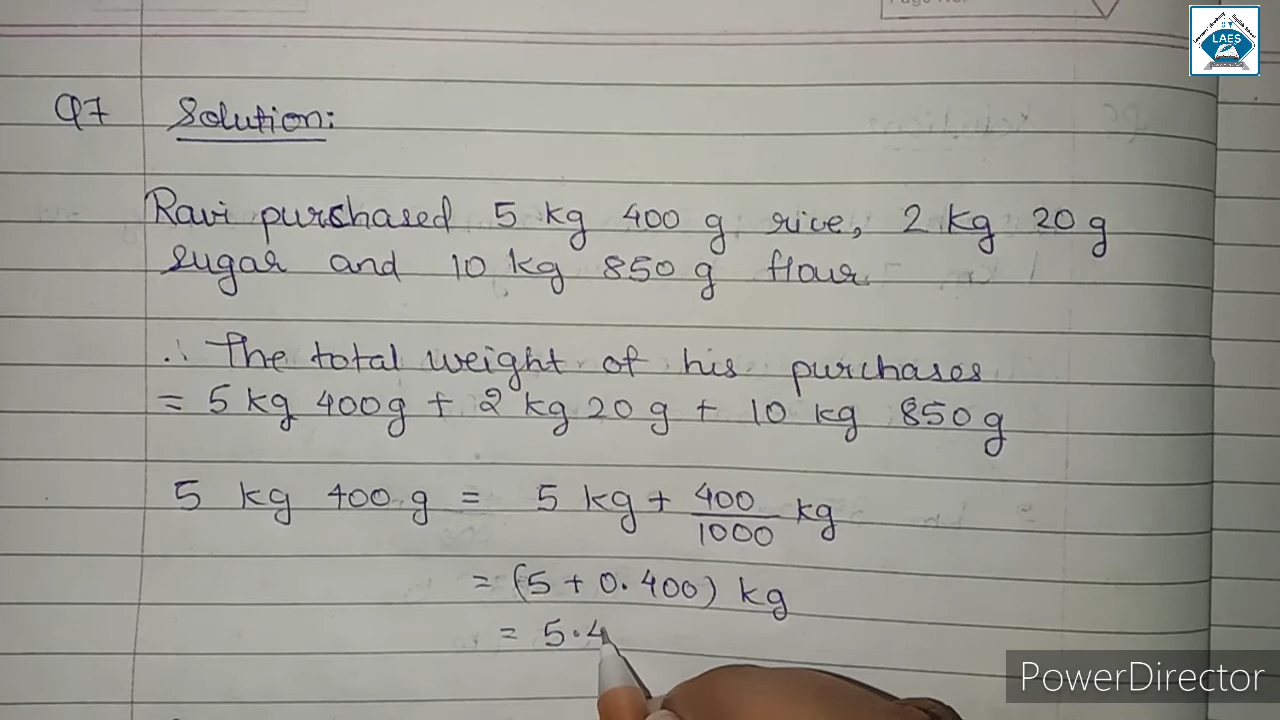 Q7 Solution:
Ravi purchased 5 kg 400 g rice, 2 kg 20 g
sugar and 10 kg 850 g flour
∴ The total weight of his purchases
= 5 kg 400g + 2 kg 20 g + 10 kg 850 g
5 kg 400 g = 5 kg + 400/1000 kg
= (5 + 0.400) kg
= 5.4
LAES
PowerDirector